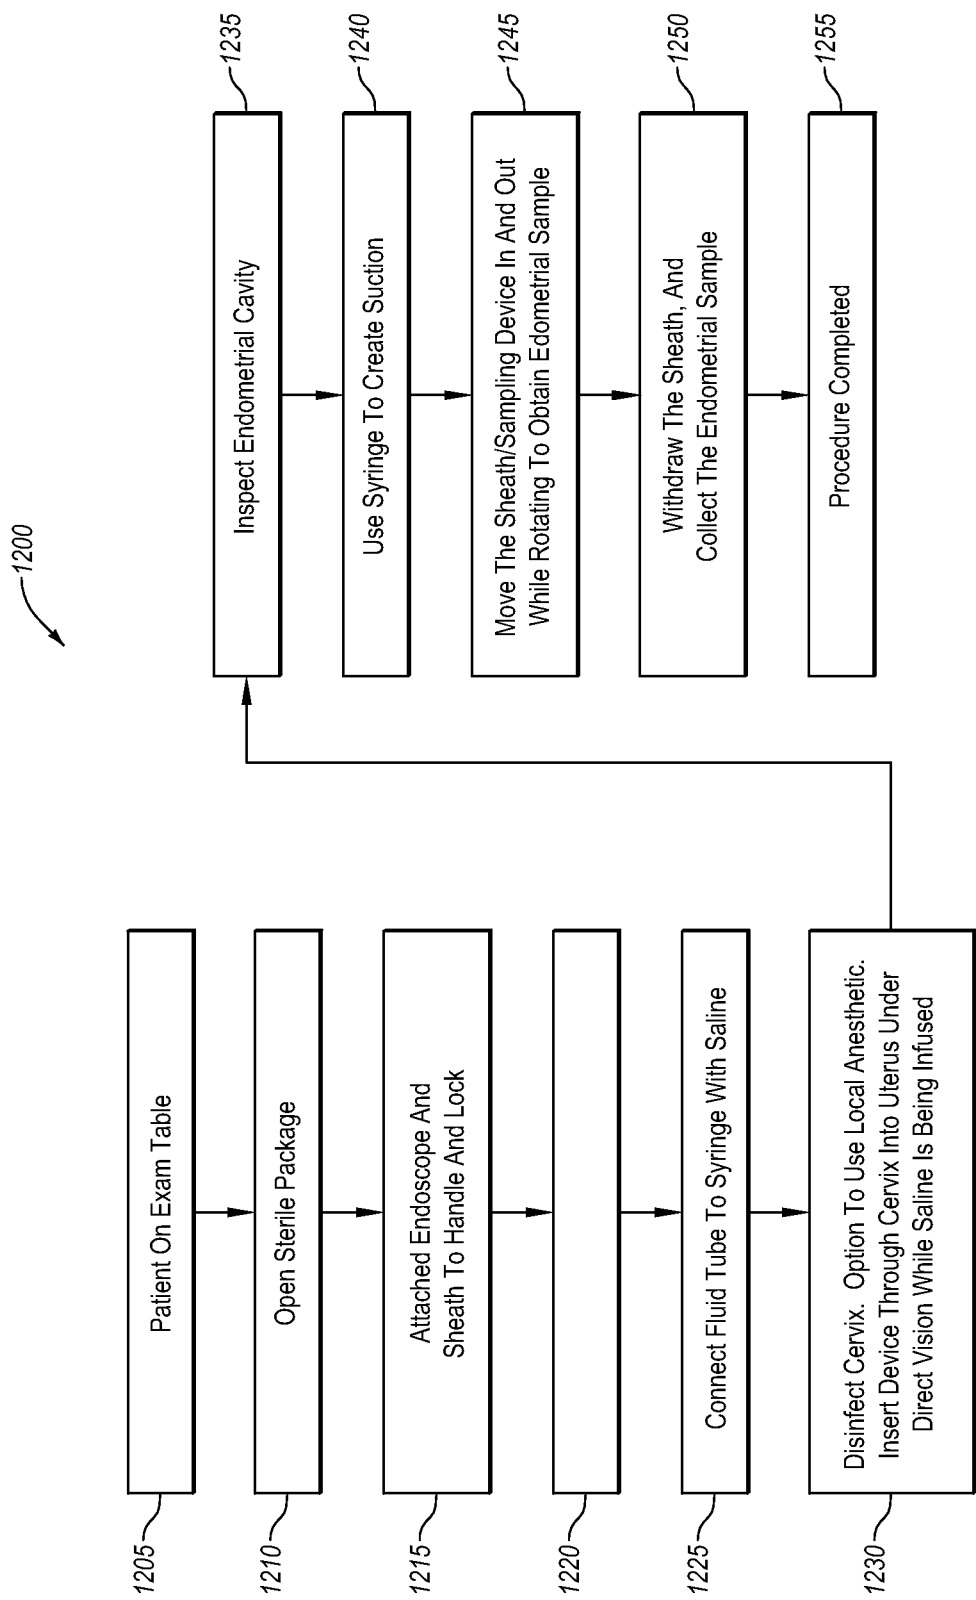 1200
1205
Patient On Exam Table
1210
Open Sterile Package
1215
Attached Endoscope And
Sheath To Handle And Lock
1220
1225
Connect Fluid Tube To Syringe With Saline
1230
Disinfect Cervix. Option To Use Local Anesthetic.
Insert Device Through Cervix Into Uterus Under
Direct Vision While Saline Is Being Infused
1235
Inspect Endometrial Cavity
1240
Use Syringe To Create Suction
1245
Move The Sheath/Sampling Device In And Out
While Rotating To Obtain Edometrial Sample
1250
Withdraw The Sheath, And
Collect The Endometrial Sample
1255
Procedure Completed